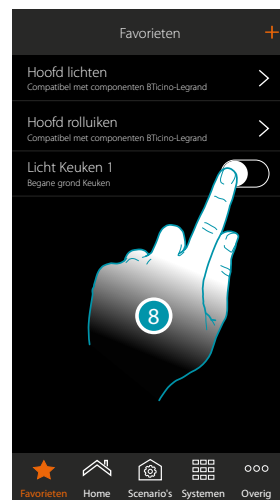 Favorieten +
Hoofd lichten
Compatibel met componenten BTicino-Legrand
Hoofd rolluiken
Compatibel met componenten BTicino-Legrand
Licht Keuken 1
Begane grond Keuken
8
Favorieten Home Scenario's Systemen Overig